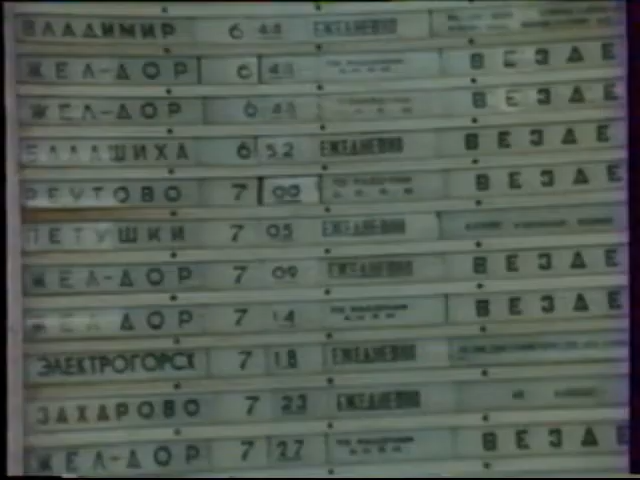 ВЛАДИМИР 6 48 ЕЖЕДНЕВНО
ЖЕЛ-ДОР 6 48 ВЕЗДЕ
ЖЕЛ-ДОР 6 48 ВЕЗДЕ
БАЛАШИХА 6 52 ЕЖЕДНЕВНО ВЕЗДЕ
РЕУТОВО 7 00 ВЕЗДЕ
ПЕТУШКИ 7 05 ЕЖЕДНЕВНО
ЖЕЛ-ДОР 7 09 ЕЖЕДНЕВНО ВЕЗДЕ
ЖЕЛ ДОР 7 14 ВЕЗДЕ
ЭЛЕКТРОГОРСК 7 18 ЕЖЕДНЕВНО
ЗАХАРОВО 7 23 ЕЖЕДНЕВНО
ЖЕЛ-ДОР 7 27 ВЕЗДЕ